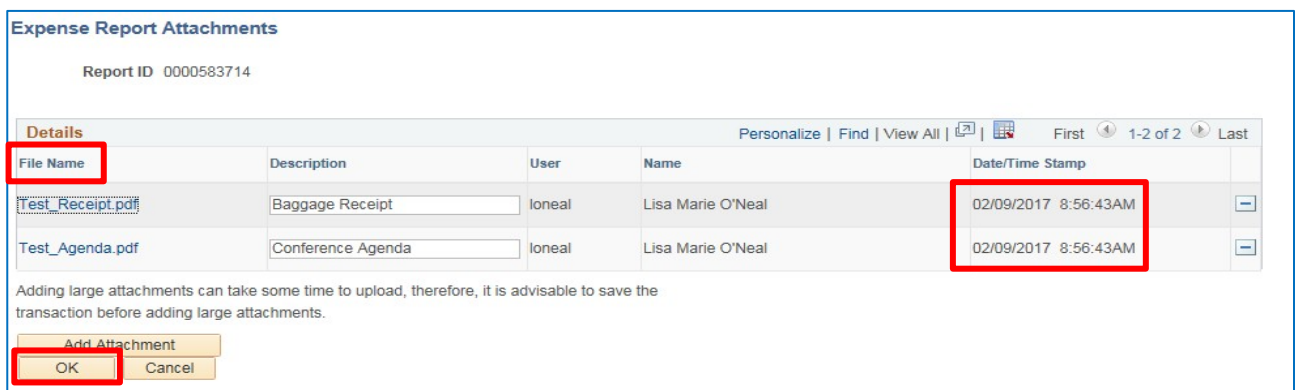 Expense Report Attachments
Report ID 0000583714
Details Personalize | Find | View All | | First 1-2 of 2 Last
File Name Description User Name Date/Time Stamp
Test_Receipt.pdf Baggage Receipt loneal Lisa Marie O'Neal 02/09/2017 8:56:43AM
Test_Agenda.pdf Conference Agenda loneal Lisa Marie O'Neal 02/09/2017 8:56:43AM
Adding large attachments can take some time to upload, therefore, it is advisable to save the
transaction before adding large attachments.
Add Attachment
OK Cancel